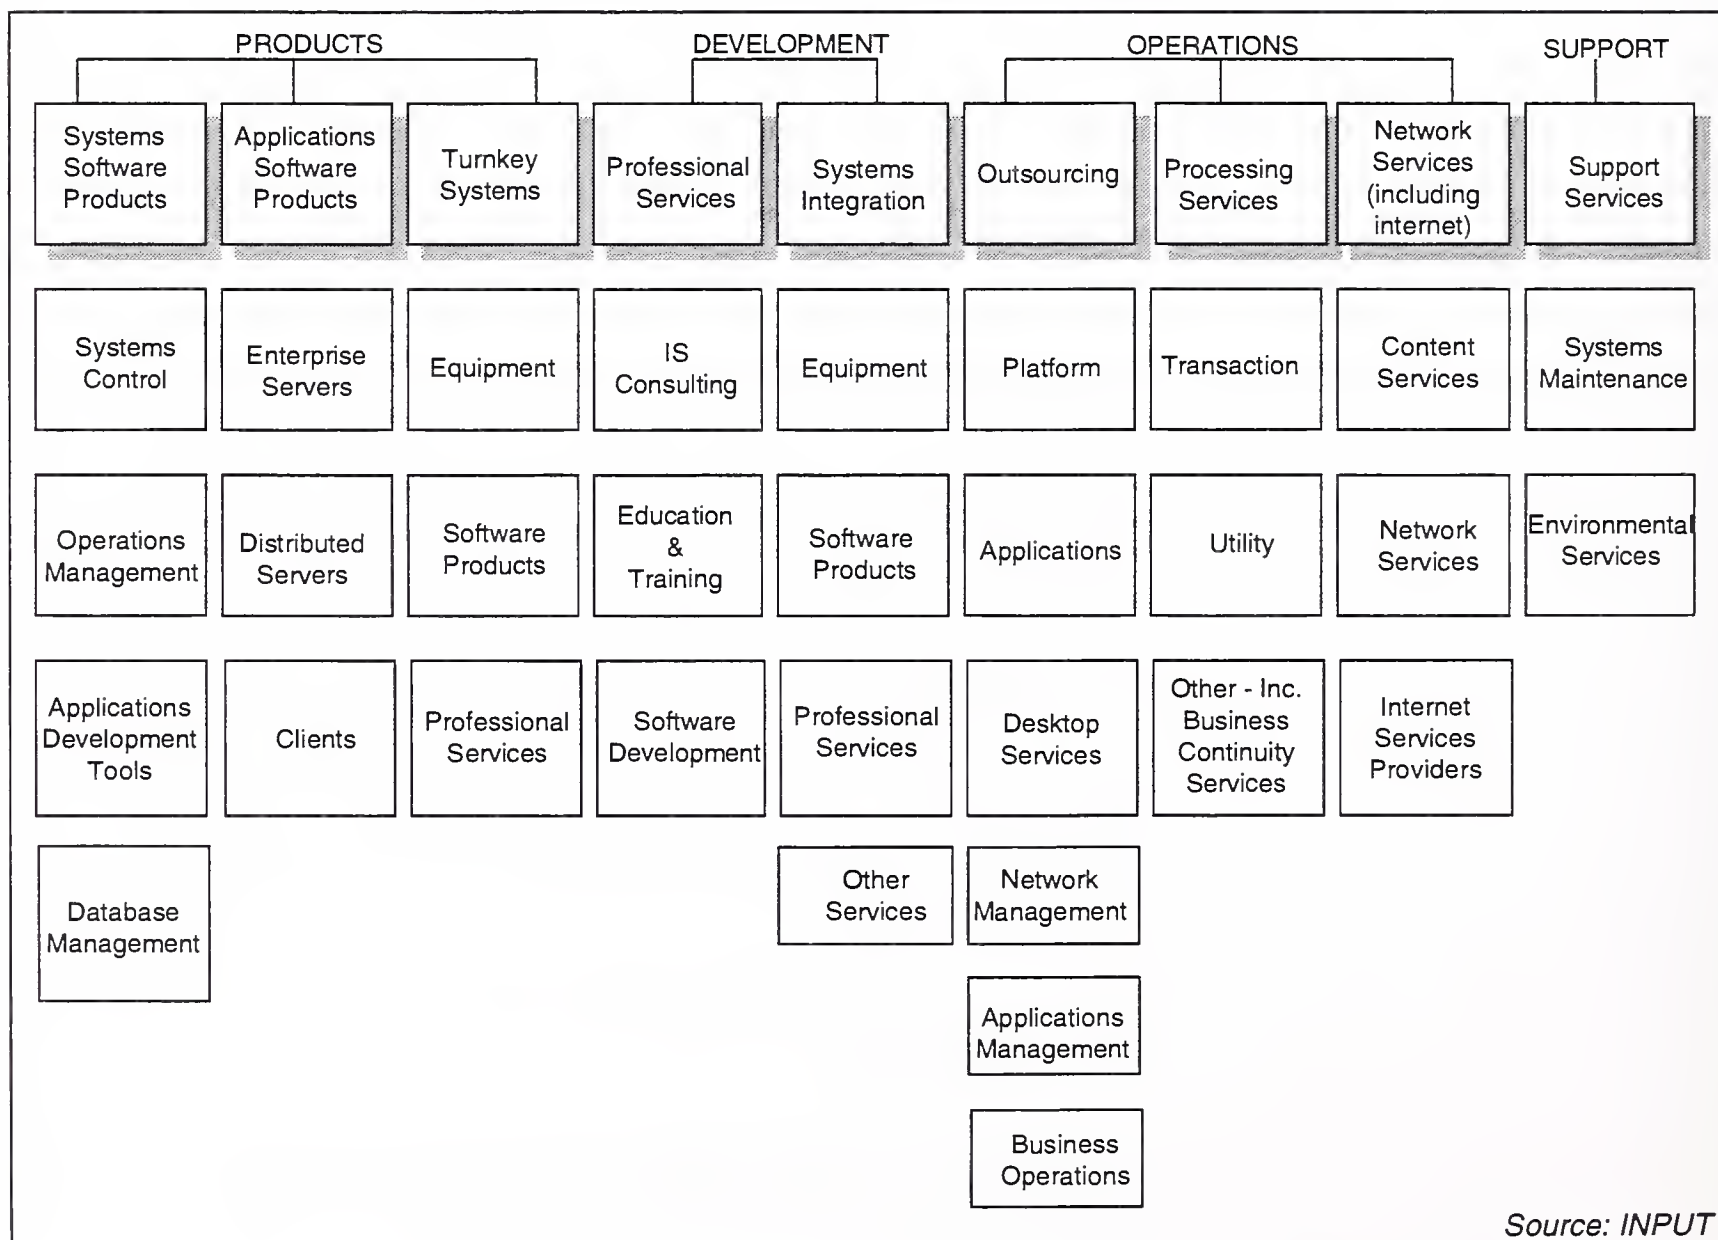 PRODUCTS
DEVELOPMENT
OPERATIONS
SUPPORT
Systems
Software
Products
Applications
Software
Products
Turnkey
Systems
Professional
Services
Systems
Integration
Outsourcing
Processing
Services
Network
Services
(including
internet)
Support
Services
Systems
Control
Enterprise
Servers
Equipment
IS
Consulting
Equipment
Platform
Transaction
Content
Services
Systems
Maintenance
Operations
Management
Distributed
Servers
Software
Products
Education
&
Training
Software
Products
Applications
Utility
Network
Services
Environmental
Services
Applications
Development
Tools
Clients
Professional
Services
Software
Development
Professional
Services
Desktop
Services
Other - Inc.
Business
Continuity
Services
Internet
Services
Providers
Database
Management
Other
Services
Network
Management
Applications
Management
Business
Operations
Source: INPUT